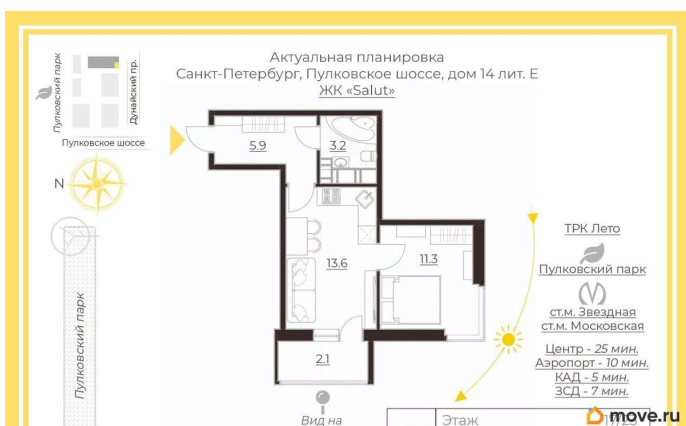 Актуальная планировка
Санкт-Петербург, Пулковское шоссе, дом 14 лит. Е
ЖК «Salut»
Пулковский парк
Дунайский пр.
Пулковское шоссе
N
5.9
3.2
13.6
11.3
2.1
Пулковский парк
ТРК Лето
Пулковский парк
ст.м. Звездная
ст.м. Московская
Центр - 25 мин.
Аэропорт - 10 мин.
КАД - 5 мин.
ЗСД - 7 мин.
Вид на
Этаж
move.ru